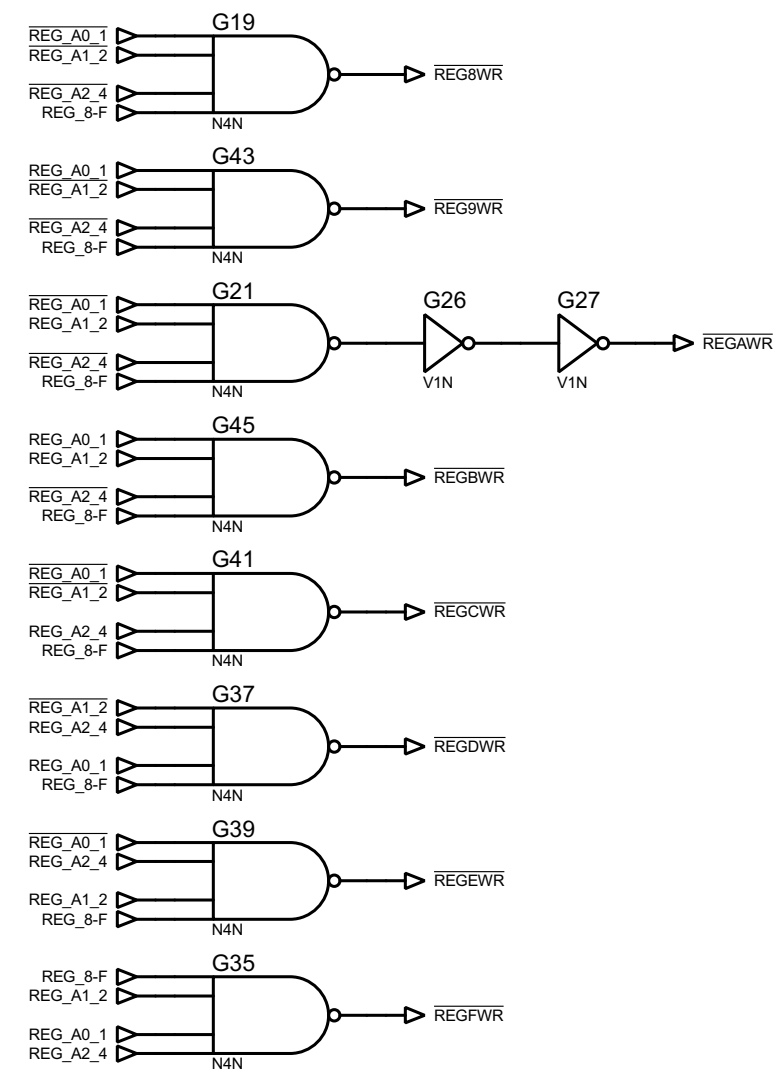 G19
REG_A0_1
REG_A1_2
REG8WR
REG_A2_4
REG_8-F
N4N
G43
REG_A0_1
REG_A1_2
REG9WR
REG_A2_4
REG_8-F
N4N
G21 G26 G27
REG_A0_1
REG_A1_2
REGAWR
REG_A2_4
REG_8-F
N4N V1N V1N
G45
REG_A0_1
REG_A1_2
REGBWR
REG_A2_4
REG_8-F
N4N
G41
REG_A0_1
REG_A1_2
REGCWR
REG_A2_4
REG_8-F
N4N
G37
REG_A1_2
REG_A2_4
REGDWR
REG_A0_1
REG_8-F
N4N
G39
REG_A0_1
REG_A2_4
REGEWR
REG_A1_2
REG_8-F
N4N
G35
REG_8-F
REG_A1_2
REGFWR
REG_A0_1
REG_A2_4
N4N